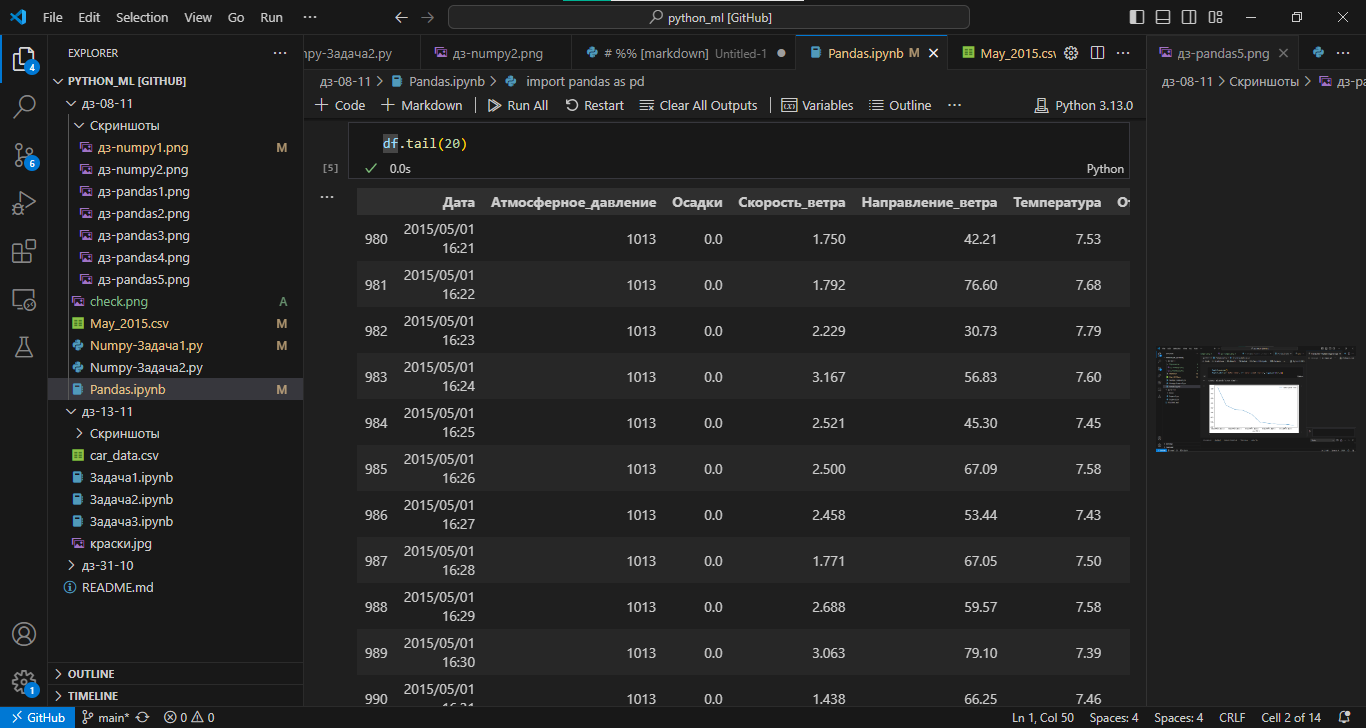 File Edit Selection View Go Run ··· python_ml [GitHub]
EXPLORER ···
PYTHON_ML [GITHUB]
дз-08-11
Скриншоты
дз-numpy1.png M
дз-numpy2.png
дз-pandas1.png
дз-pandas2.png
дз-pandas3.png
дз-pandas4.png
дз-pandas5.png
check.png A
May_2015.csv M
Numpy-Задача1.py M
Numpy-Задача2.py
Pandas.ipynb M
дз-13-11
Скриншоты
car_data.csv
Задача1.ipynb
Задача2.ipynb
Задача3.ipynb
краски.jpg
дз-31-10
README.md
OUTLINE
TIMELINE
4
6
1
mpy-Задача2.py дз-numpy2.png # %% [markdown] Untitled-1 Pandas.ipynb M May_2015.csv ···
дз-08-11 > Pandas.ipynb > import pandas as pd
Code Markdown Run All Restart Clear All Outputs Variables Outline ··· Python 3.13.0
df.tail(20)
[5] 0.0s Python
Дата Атмосферное_давление Осадки Скорость_ветра Направление_ветра Температура От
980 2015/05/01 16:21 1013 0.0 1.750 42.21 7.53
981 2015/05/01 16:22 1013 0.0 1.792 76.60 7.68
982 2015/05/01 16:23 1013 0.0 2.229 30.73 7.79
983 2015/05/01 16:24 1013 0.0 3.167 56.83 7.60
984 2015/05/01 16:25 1013 0.0 2.521 45.30 7.45
985 2015/05/01 16:26 1013 0.0 2.500 67.09 7.58
986 2015/05/01 16:27 1013 0.0 2.458 53.44 7.43
987 2015/05/01 16:28 1013 0.0 1.771 67.05 7.50
988 2015/05/01 16:29 1013 0.0 2.688 59.57 7.58
989 2015/05/01 16:30 1013 0.0 3.063 79.10 7.39
990 2015/05/01 16:31 1013 0.0 1.438 66.25 7.46
дз-pandas5.png ···
дз-08-11 > Скриншоты > дз-pa
GitHub main* 0 0 Ln 1, Col 50 Spaces: 4 Spaces: 4 CRLF Cell 2 of 14